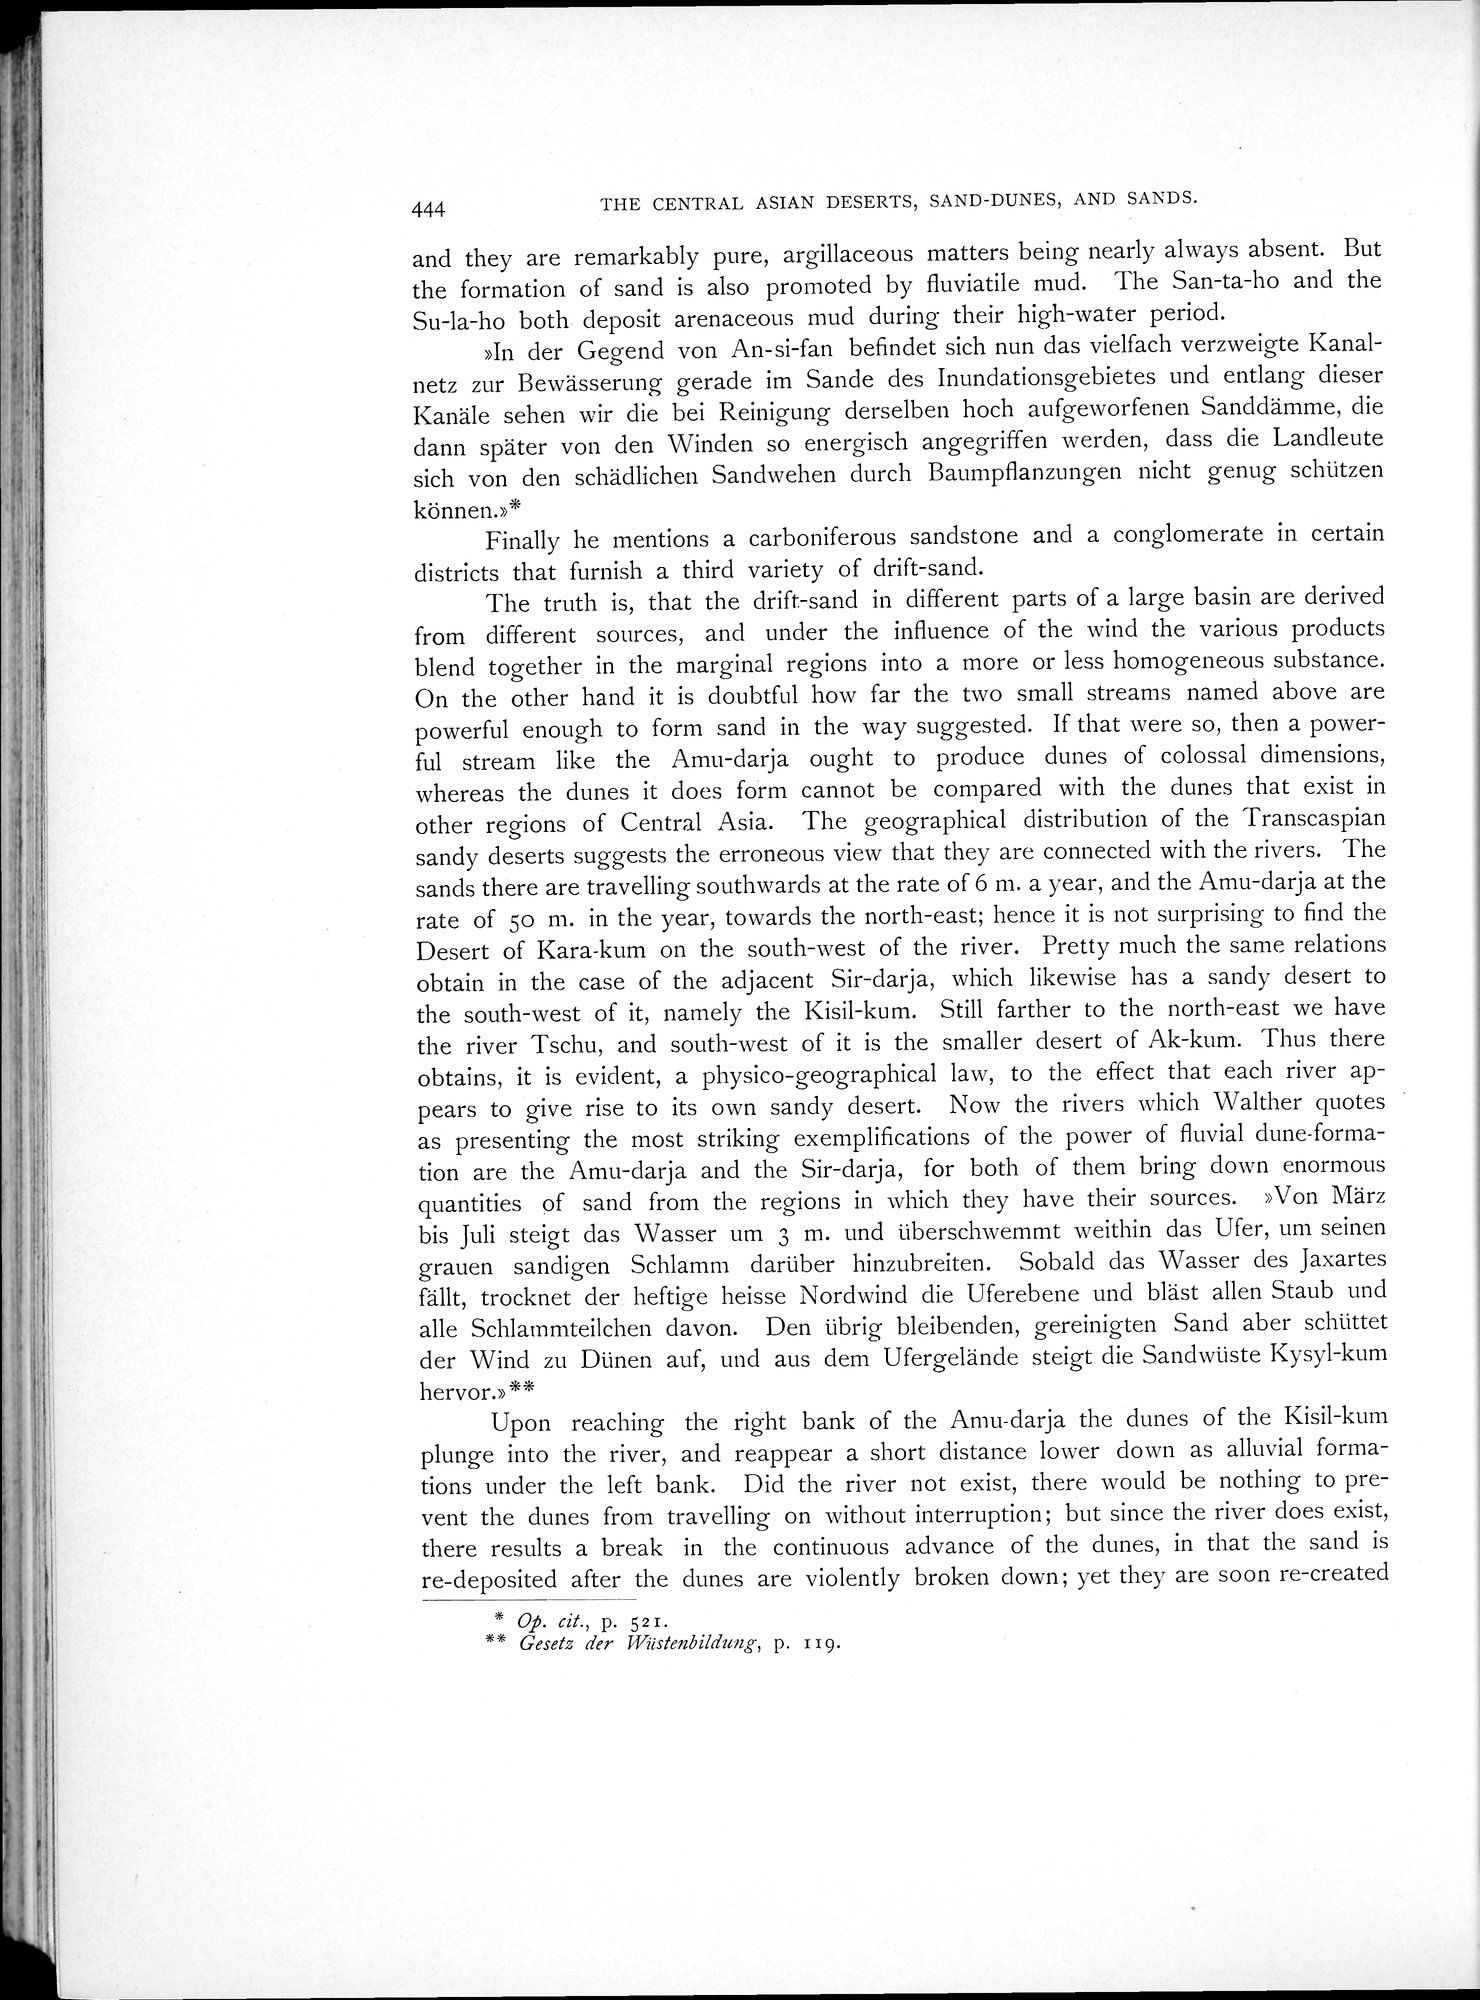 444 THE CENTRAL ASIAN DESERTS, SAND-DUNES, AND SANDS.
and they are remarkably pure, argillaceous matters being nearly always absent. But
the formation of sand is also promoted by fluviatile mud. The San-ta-ho and the
Su-la-ho both deposit arenaceous mud during their high-water period.
»In der Gegend von An-si-fan befindet sich nun das vielfach verzweigte Kanal-
netz zur Bewässerung gerade im Sande des Inundationsgebietes und entlang dieser
Kanäle sehen wir die bei Reinigung derselben hoch aufgeworfenen Sanddämme, die
dann später von den Winden so energisch angegriffen werden, dass die Landleute
sich von den schädlichen Sandwehen durch Baumpflanzungen nicht genug schützen
können.»*
Finally he mentions a carboniferous sandstone and a conglomerate in certain
districts that furnish a third variety of drift-sand.
The truth is, that the drift-sand in different parts of a large basin are derived
from different sources, and under the influence of the wind the various products
blend together in the marginal regions into a more or less homogeneous substance.
On the other hand it is doubtful how far the two small streams named above are
powerful enough to form sand in the way suggested. If that were so, then a power-
ful stream like the Amu-darja ought to produce dunes of colossal dimensions,
whereas the dunes it does form cannot be compared with the dunes that exist in
other regions of Central Asia. The geographical distribution of the Transcaspian
sandy deserts suggests the erroneous view that they are connected with the rivers. The
sands there are travelling southwards at the rate of 6 m. a year, and the Amu-darja at the
rate of 50 m. in the year, towards the north-east; hence it is not surprising to find the
Desert of Kara-kum on the south-west of the river. Pretty much the same relations
obtain in the case of the adjacent Sir-darja, which likewise has a sandy desert to
the south-west of it, namely the Kisil-kum. Still farther to the north-east we have
the river Tschu, and south-west of it is the smaller desert of Ak-kum. Thus there
obtains, it is evident, a physico-geographical law, to the effect that each river ap-
pears to give rise to its own sandy desert. Now the rivers which Walther quotes
as presenting the most striking exemplifications of the power of fluvial dune-forma-
tion are the Amu-darja and the Sir-darja, for both of them bring down enormous
quantities of sand from the regions in which they have their sources. »Von März
bis Juli steigt das Wasser um 3 m. und überschwemmt weithin das Ufer, um seinen
grauen sandigen Schlamm darüber hinzubreiten. Sobald das Wasser des Jaxartes
fällt, trocknet der heftige heisse Nordwind die Uferebene und bläst allen Staub und
alle Schlammteilchen davon. Den übrig bleibenden, gereinigten Sand aber schüttet
der Wind zu Dünen auf, und aus dem Ufergelände steigt die Sandwüste Kysyl-kum
hervor.»**
Upon reaching the right bank of the Amu-darja the dunes of the Kisil-kum
plunge into the river, and reappear a short distance lower down as alluvial forma-
tions under the left bank. Did the river not exist, there would be nothing to pre-
vent the dunes from travelling on without interruption; but since the river does exist,
there results a break in the continuous advance of the dunes, in that the sand is
re-deposited after the dunes are violently broken down; yet they are soon re-created
* Op. cit., p. 521.
** Gesetz der Wüstenbildung, p. 119.